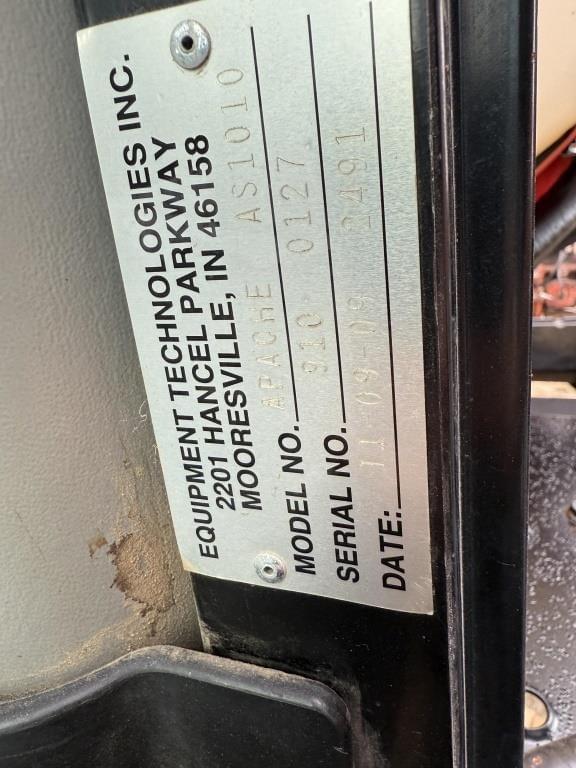 EQUIPMENT TECHNOLOGIES INC.
2201 HANCEL PARKWAY
MOORESVILLE, IN 46158
MODEL NO. APACHE AS1010
SERIAL NO. 910 0127
DATE: 11 09 09 2491